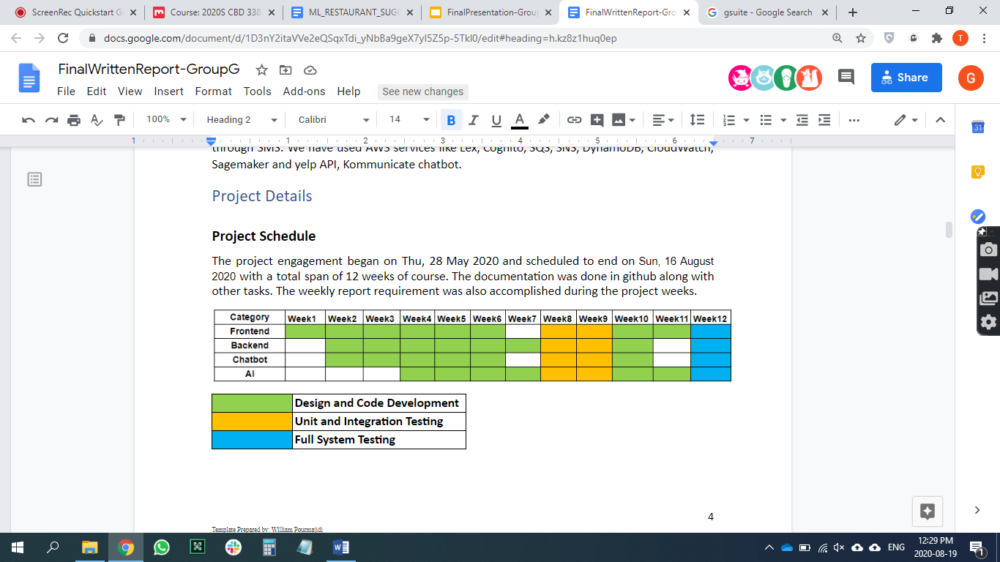 ScreenRec Quickstart G
Course: 2020S CBD 338
ML_RESTAURANT_SUGG
FinalPresentation-Group
FinalWrittenReport-Gro
gsuite - Google Search
docs.google.com/document/d/1D3nY2itaVVe2eQSqxTdi_yNbBa9geX7yI5Z5p-5TkI0/edit#heading=h.kz8z1huq0ep
T
FinalWrittenReport-GroupG
File Edit View Insert Format Tools Add-ons Help See new changes
Share
G
100% Heading 2 Calibri 14 B I U A
1 1 2 3 4 5 6 7
31
through SMS. We have used AWS services like Lex, Cognito, SQS, SNS, DynamoDB, CloudWatch,
Sagemaker and yelp API, Kommunicate chatbot.
Project Details
Project Schedule
The project engagement began on Thu, 28 May 2020 and scheduled to end on Sun, 16 August
2020 with a total span of 12 weeks of course. The documentation was done in github along with
other tasks. The weekly report requirement was also accomplished during the project weeks.
Category Week1 Week2 Week3 Week4 Week5 Week6 Week7 Week8 Week9 Week10 Week11 Week12
Frontend
Backend
Chatbot
AI
Design and Code Development
Unit and Integration Testing
Full System Testing
4
Template Prepared by: William Pourmajidi
ENG
12:29 PM
2020-08-19
1